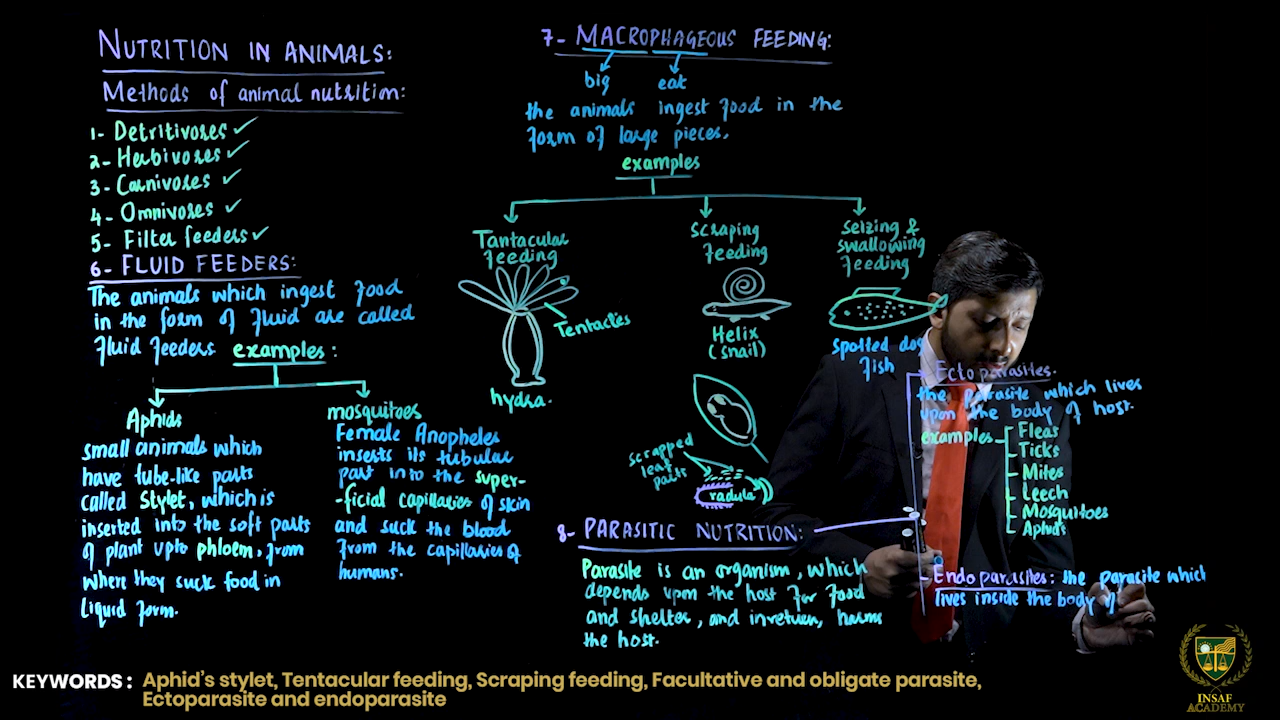 NUTRITION IN ANIMALS:
Methods of animal nutrition:
1- Detritivores ✓
2- Herbivores ✓
3- Carnivores ✓
4- Omnivores ✓
5- Filter feeders ✓
6- FLUID FEEDERS:
The animals which ingest food
in the form of fluid are called
fluid feeders
examples:
Aphids
small animals which
have tube-like parts
called stylet, which is
inserted into the soft parts
of plant upto phloem, from
where they suck food in
liquid form.
mosquitoes
Female Anopheles
inserts its tubular
part into the super-
-ficial capillaries of skin
and suck the blood
from the capillaries of
humans.
7- MACROPHAGEOUS FEEDING:
big eat
the animals ingest food in the
form of large pieces.
examples
Tantacular
feeding
Tentacles
hydra.
Scraping
feeding
Helix
(snail)
scrapped
leaf
parts
radula
Seizing &
swallowing
feeding
Spotted dog
fish
8- PARASITIC NUTRITION:
Parasite is an organism, which
depends upon the host for food
and shelter, and inreturn, harms
the host.
Ecto parasites.
the parasite which lives
upon the body of host.
examples
Fleas
Ticks
Mites
Leech
Mosquitoes
Aphids
Endo parasites: the parasite which
lives inside the body of
KEYWORDS: Aphid's stylet, Tentacular feeding, Scraping feeding, Facultative and obligate parasite,
Ectoparasite and endoparasite
INSAF
ACADEMY